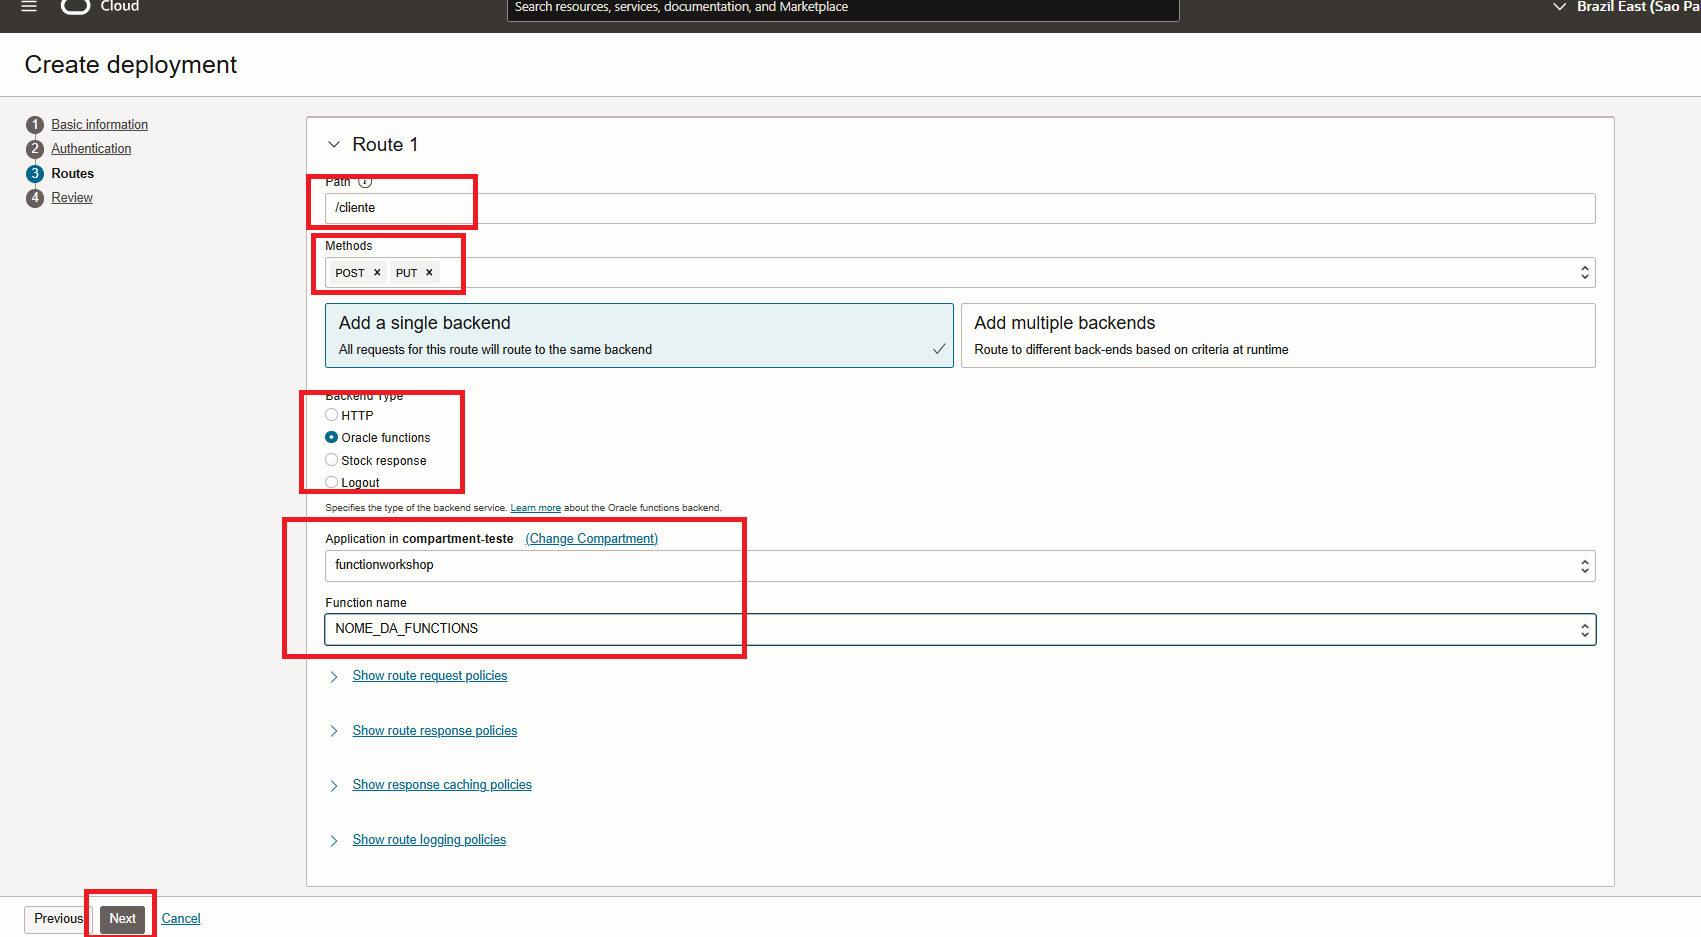 Cloud
Search resources, services, documentation, and Marketplace
Brazil East (Sao Pa
Create deployment
1 Basic information
2 Authentication
3 Routes
4 Review
Route 1
Path
/cliente
Methods
POST × PUT ×
Add a single backend
All requests for this route will route to the same backend
Add multiple backends
Route to different back-ends based on criteria at runtime
Backend Type
HTTP
Oracle functions
Stock response
Logout
Specifies the type of the backend service. Learn more about the Oracle functions backend.
Application in compartment-teste (Change Compartment)
functionworkshop
Function name
NOME_DA_FUNCTIONS
Show route request policies
Show route response policies
Show response caching policies
Show route logging policies
Previous Next Cancel